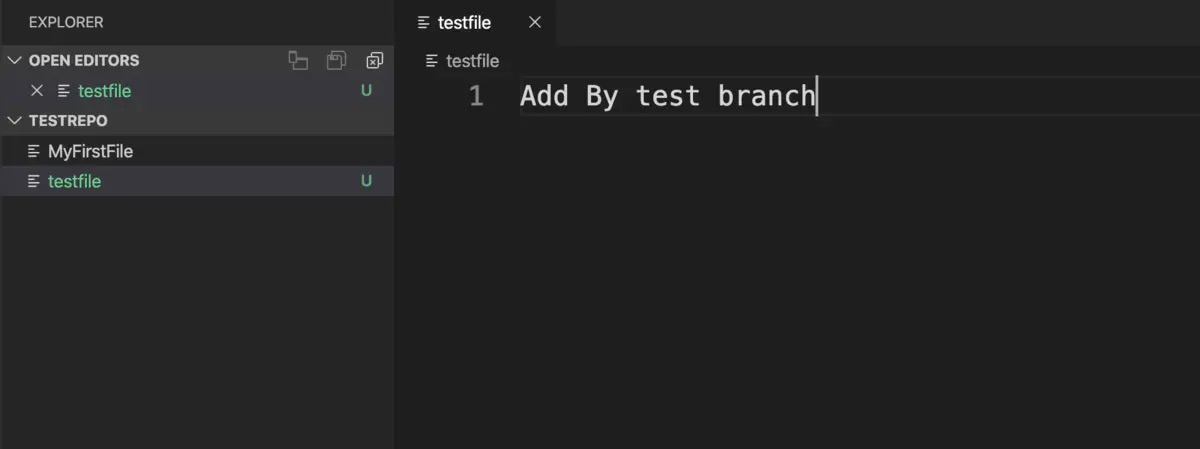 EXPLORER
OPEN EDITORS
testfile U
TESTREPO
MyFirstFile
testfile U
testfile
testfile
1 Add By test branch